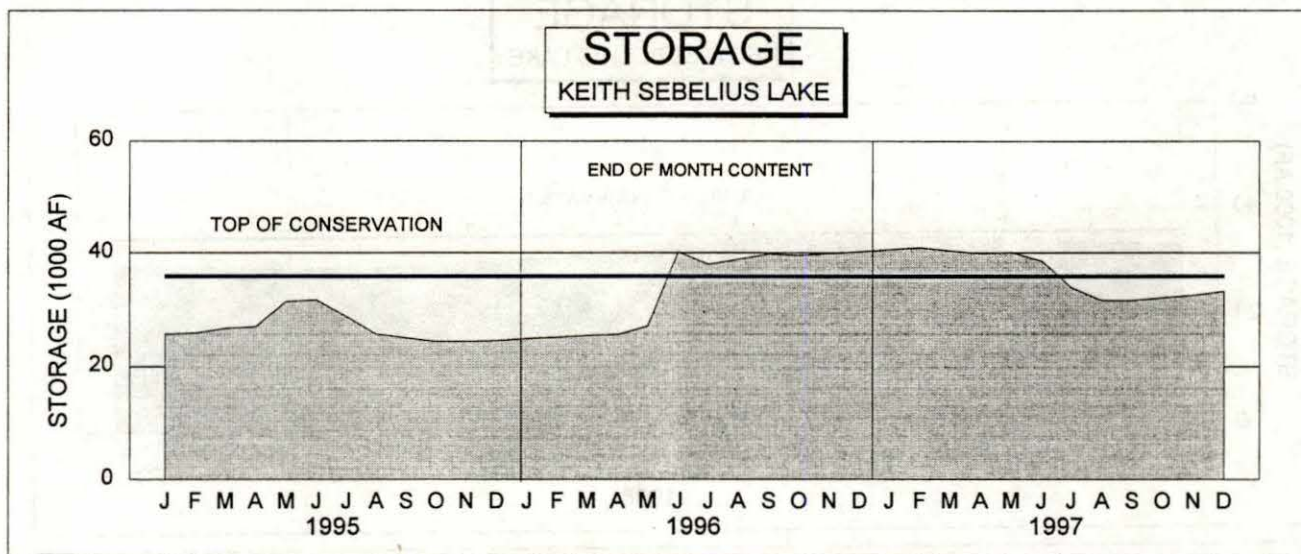 STORAGE
KEITH SEBELIUS LAKE
60
END OF MONTH CONTENT
TOP OF CONSERVATION
40
20
0
STORAGE (1000 AF)
J F M A M J J A S O N D J F M A M J J A S O N D J F M A M J J A S O N D
1995 1996 1997